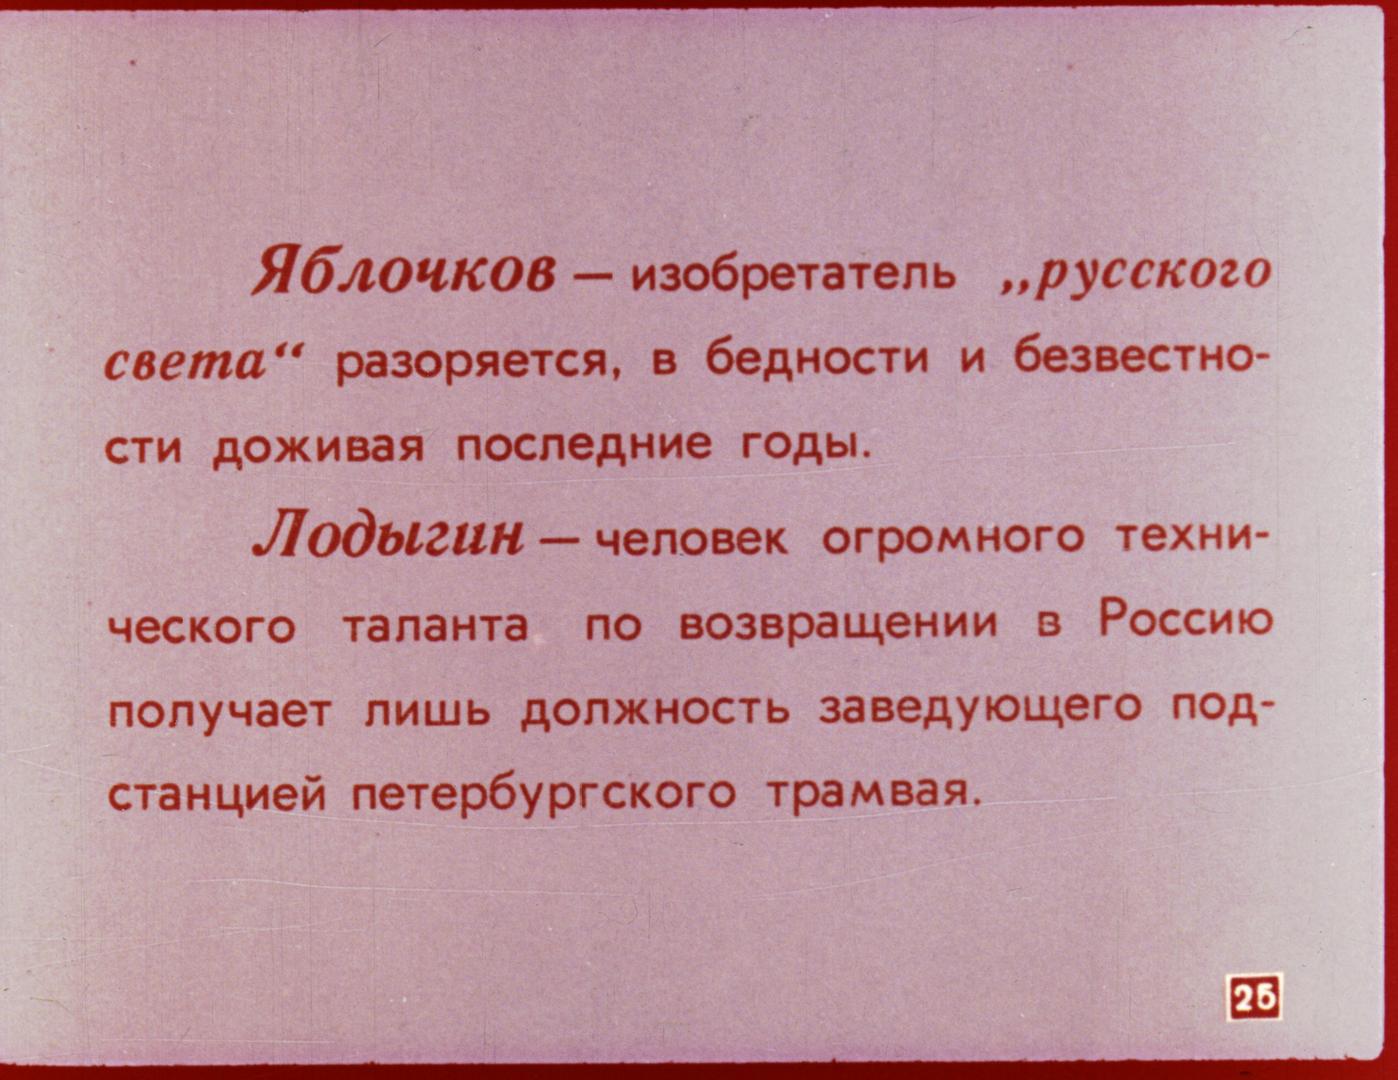 Яблочков — изобретатель „русского
света“ разоряется, в бедности и безвестно-
сти доживая последние годы.
Лодыгин — человек огромного техни-
ческого таланта по возвращении в Россию
получает лишь должность заведующего под-
станцией петербургского трамвая.
25